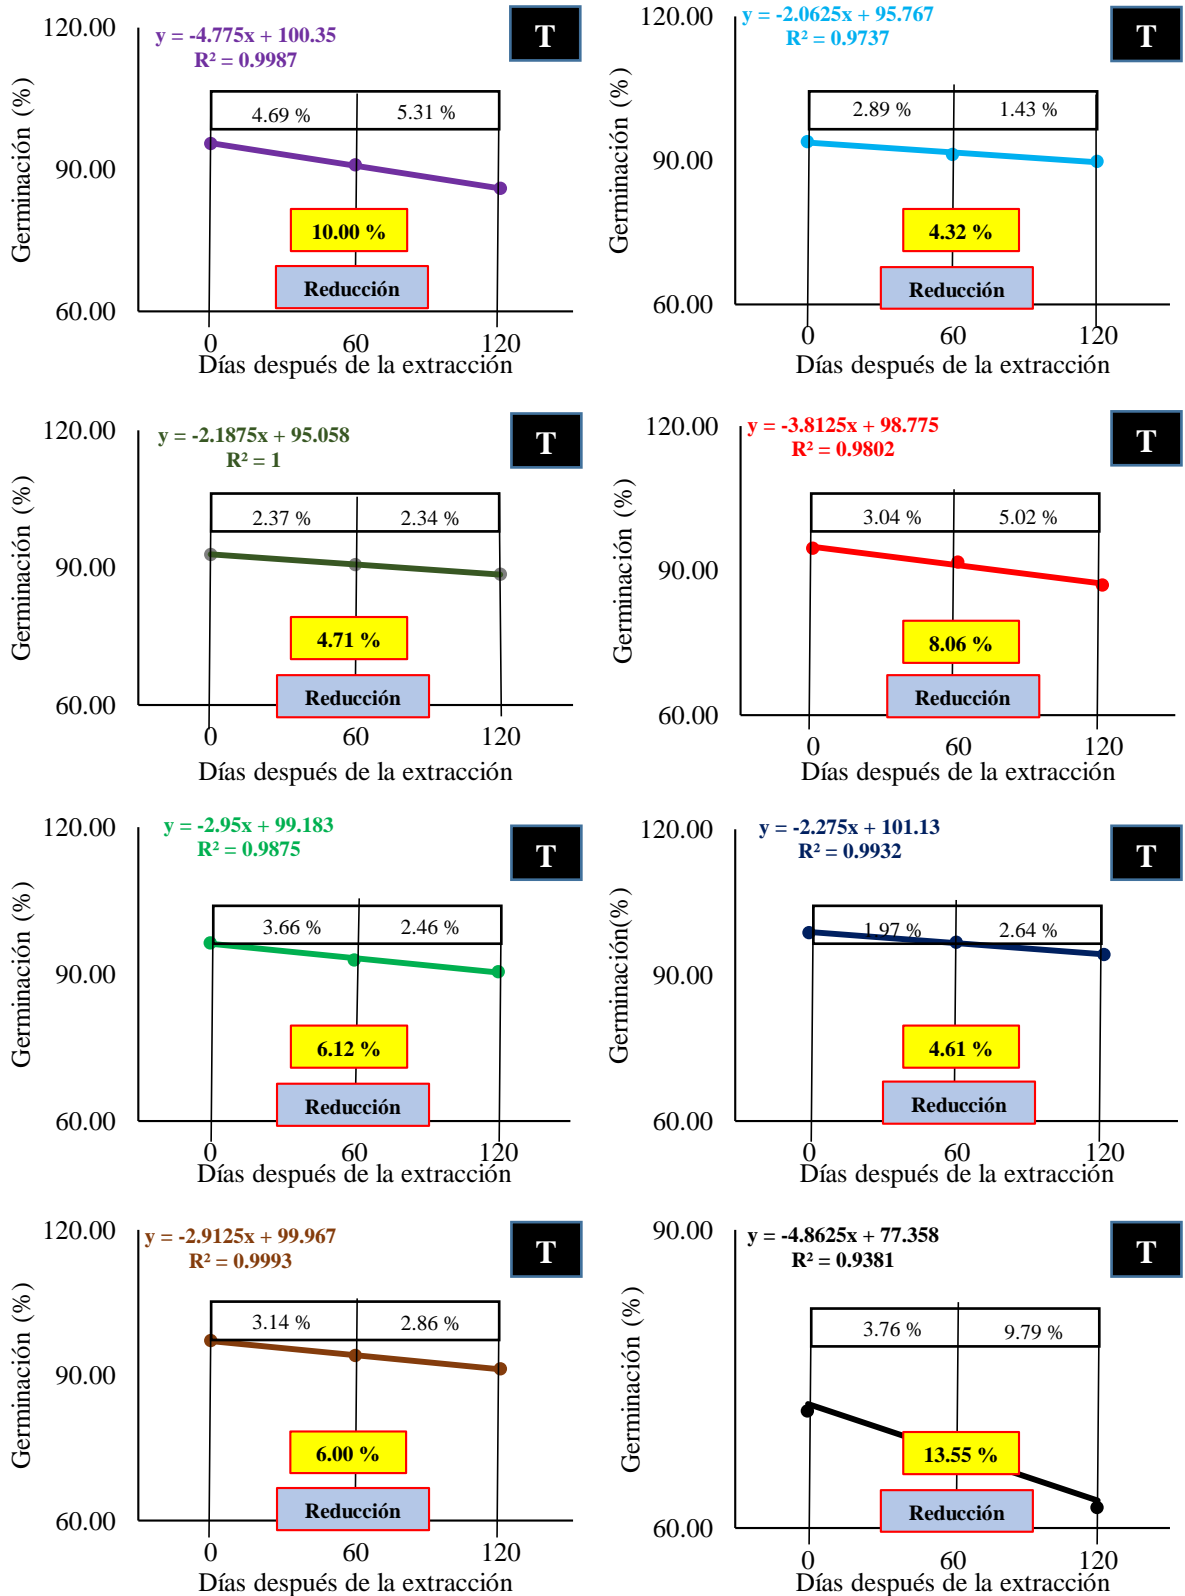 120.00
y = -4.775x + 100.35
R² = 0.9987
T
4.69 %
5.31 %
90.00
10.00 %
Reducción
60.00
0
60
120
Germinación (%)
Días después de la extracción
120.00
y = -2.0625x + 95.767
R² = 0.9737
T
2.89 %
1.43 %
90.00
4.32 %
Reducción
60.00
0
60
120
Germinación (%)
Días después de la extracción
120.00
y = -2.1875x + 95.058
R² = 1
T
2.37 %
2.34 %
90.00
4.71 %
Reducción
60.00
0
60
120
Germinación (%)
Días después de la extracción
120.00
y = -3.8125x + 98.775
R² = 0.9802
T
3.04 %
5.02 %
90.00
8.06 %
Reducción
60.00
0
60
120
Germinación (%)
Días después de la extracción
120.00
y = -2.95x + 99.183
R² = 0.9875
T
3.66 %
2.46 %
90.00
6.12 %
Reducción
60.00
0
60
120
Germinación (%)
Días después de la extracción
120.00
y = -2.275x + 101.13
R² = 0.9932
T
1.97 %
2.64 %
90.00
4.61 %
Reducción
60.00
0
60
120
Germinación(%)
Días después de la extracción
120.00
y = -2.9125x + 99.967
R² = 0.9993
T
3.14 %
2.86 %
90.00
6.00 %
Reducción
60.00
0
60
120
Germinación (%)
Días después de la extracción
90.00
y = -4.8625x + 77.358
R² = 0.9381
T
3.76 %
9.79 %
13.55 %
Reducción
60.00
0
60
120
Germinación (%)
Días después de la extracción